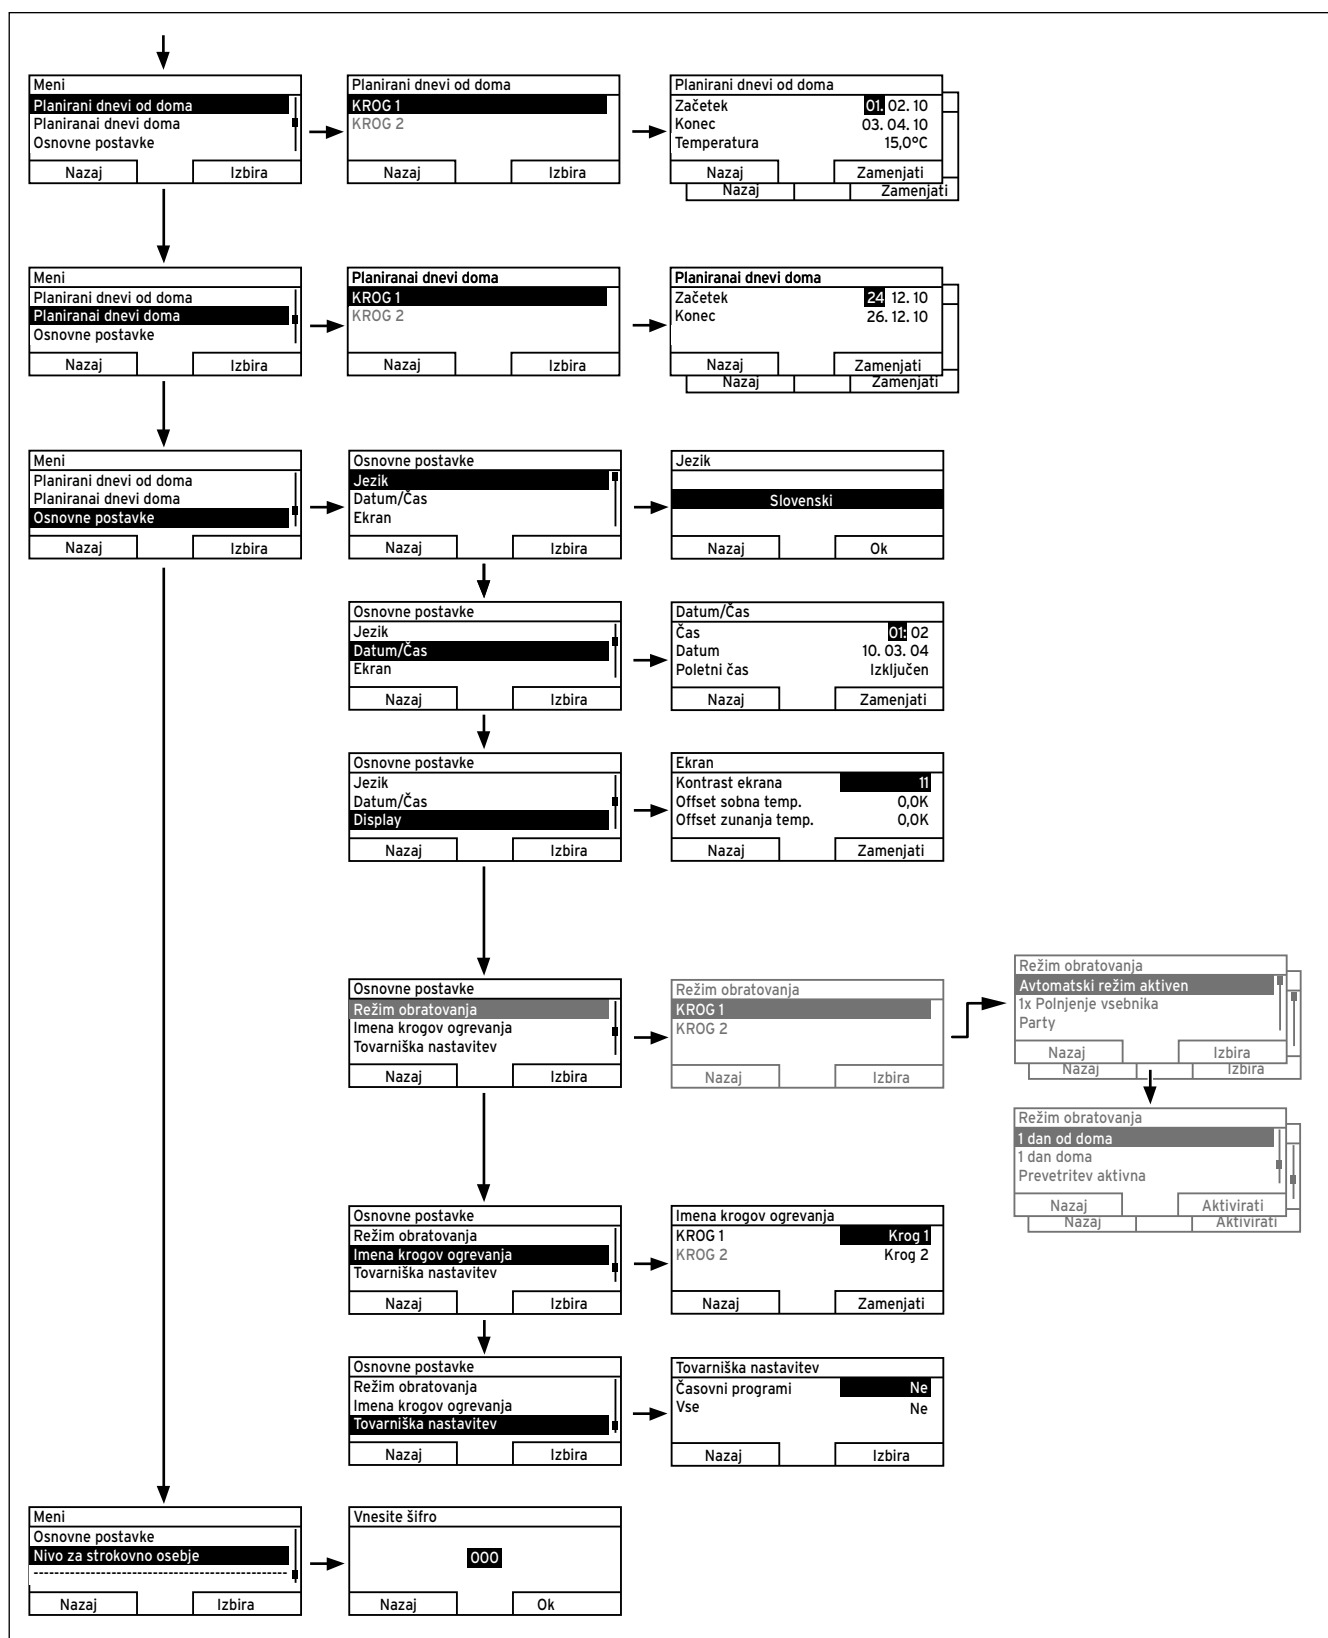 Meni
Planirani dnevi od doma
Planiranai dnevi doma
Osnovne postavke
Nazaj Izbira
Planirani dnevi od doma
KROG 1
KROG 2
Nazaj Izbira
Planirani dnevi od doma
Začetek 01. 02. 10
Konec 03. 04. 10
Temperatura 15,0°C
Nazaj Zamenjati
Nazaj Zamenjati
Meni
Planirani dnevi od doma
Planiranai dnevi doma
Osnovne postavke
Nazaj Izbira
Planiranai dnevi doma
KROG 1
KROG 2
Nazaj Izbira
Planiranai dnevi doma
Začetek 24 12. 10
Konec 26. 12. 10
Nazaj Zamenjati
Nazaj Zamenjati
Meni
Planirani dnevi od doma
Planiranai dnevi doma
Osnovne postavke
Nazaj Izbira
Osnovne postavke
Jezik
Datum/Čas
Ekran
Nazaj Izbira
Jezik
Slovenski
Nazaj Ok
Osnovne postavke
Jezik
Datum/Čas
Ekran
Nazaj Izbira
Datum/Čas
Čas 01: 02
Datum 10. 03. 04
Poletni čas Izključen
Nazaj Zamenjati
Osnovne postavke
Jezik
Datum/Čas
Display
Nazaj Izbira
Ekran
Kontrast ekrana 11
Offset sobna temp. 0,0K
Offset zunanja temp. 0,0K
Nazaj Zamenjati
Osnovne postavke
Režim obratovanja
Imena krogov ogrevanja
Tovarniška nastavitev
Nazaj Izbira
Režim obratovanja
KROG 1
KROG 2
Nazaj Izbira
Režim obratovanja
Avtomatski režim aktiven
1x Polnjenje vsebnika
Party
Nazaj Izbira
Nazaj Izbira
Režim obratovanja
1 dan od doma
1 dan doma
Prevetritev aktivna
Nazaj Aktivirati
Nazaj Aktivirati
Osnovne postavke
Režim obratovanja
Imena krogov ogrevanja
Tovarniška nastavitev
Nazaj Izbira
Imena krogov ogrevanja
KROG 1 Krog 1
KROG 2 Krog 2
Nazaj Zamenjati
Osnovne postavke
Režim obratovanja
Imena krogov ogrevanja
Tovarniška nastavitev
Nazaj Izbira
Tovarniška nastavitev
Časovni programi Ne
Vse Ne
Nazaj Izbira
Meni
Osnovne postavke
Nivo za strokovno osebje
------------------------------------------------
Nazaj Izbira
Vnesite šifro
000
Nazaj Ok